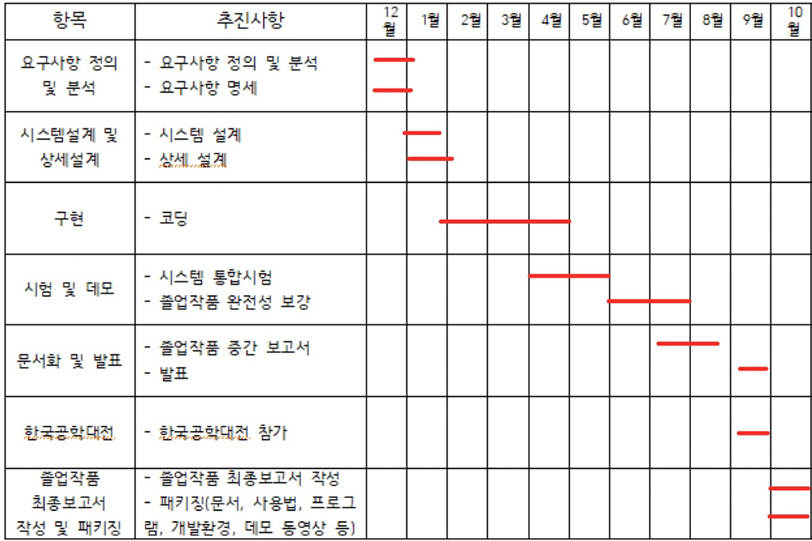 항목 추진사항 12월 1월 2월 3월 4월 5월 6월 7월 8월 9월 10월
요구사항 정의
및 분석
- 요구사항 정의 및 분석
- 요구사항 명세
시스템설계 및
상세설계
- 시스템 설계
- 상세 설계
구현
- 코딩
시험 및 데모
- 시스템 통합시험
- 졸업작품 완전성 보강
문서화 및 발표
- 졸업작품 중간 보고서
- 발표
한국공학대전
- 한국공학대전 참가
졸업작품
최종보고서
작성 및 패키징
- 졸업작품 최종보고서 작성
- 패키징(문서, 사용법, 프로그
램, 개발환경, 데모 동영상 등)